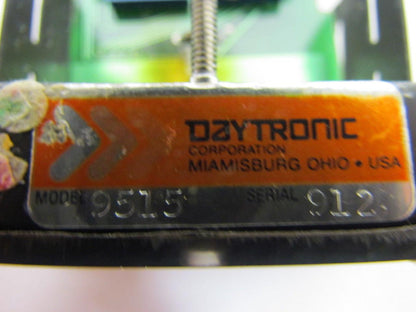 DAYTRONIC
CORPORATION
MIAMISBURG OHIO • USA
MODEL 9515 SERIAL 912